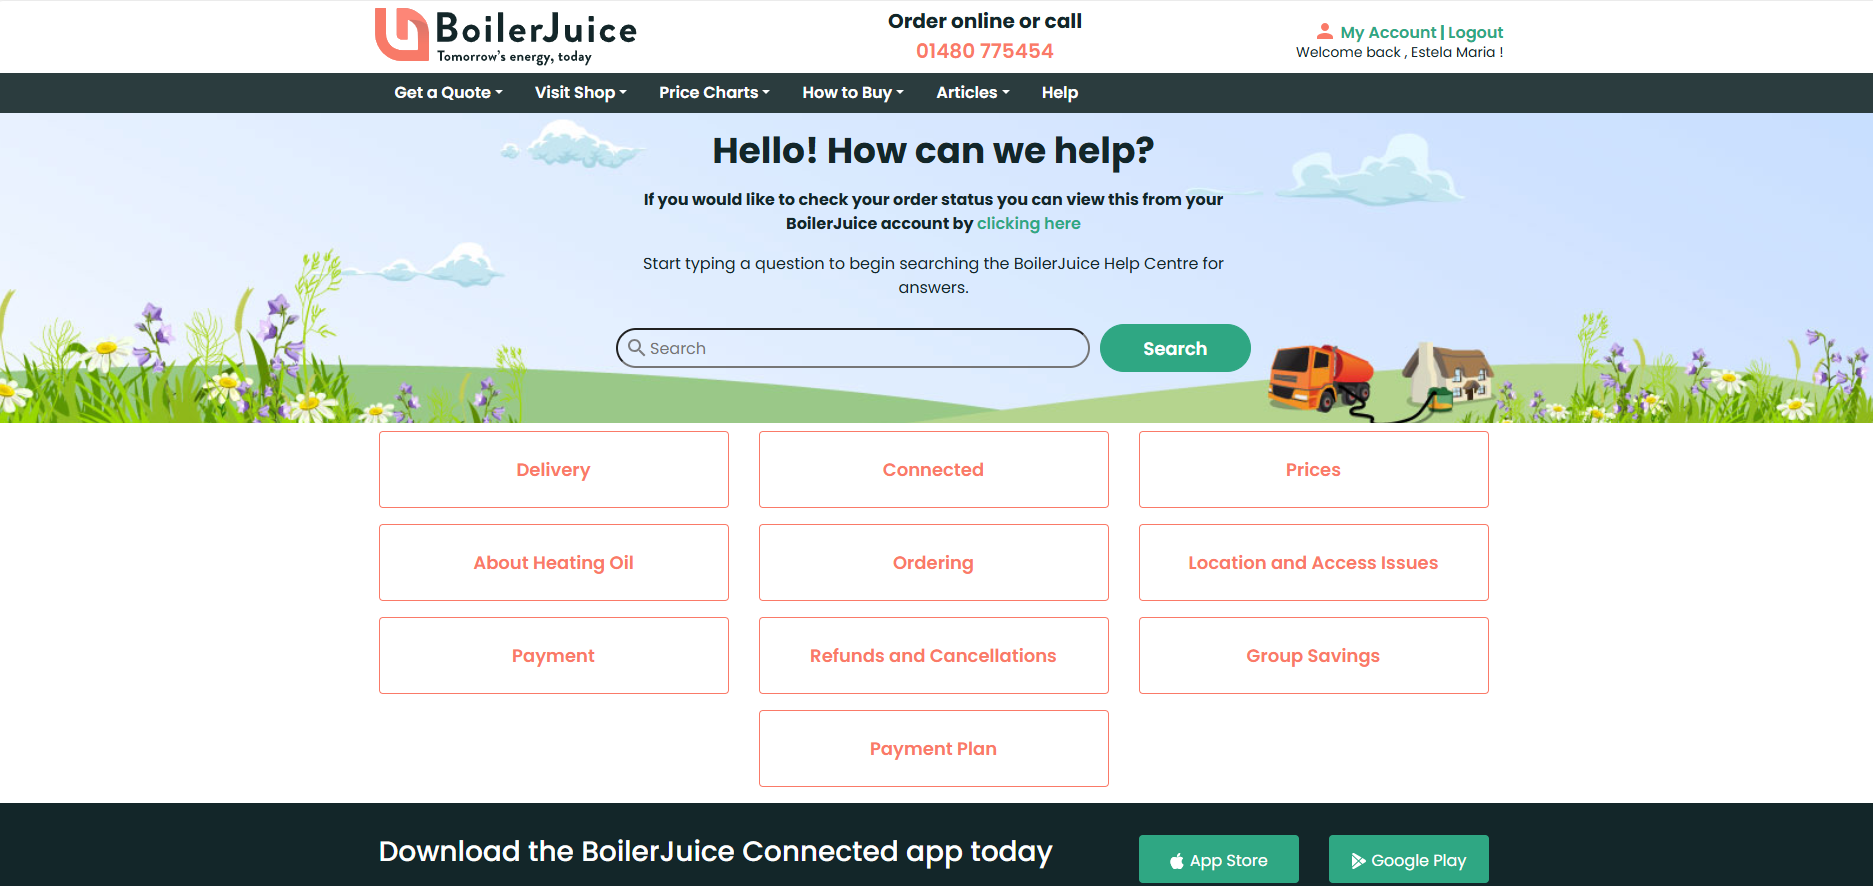 BoilerJuice
Tomorrow's energy, today
Order online or call
01480 775454
My Account | Logout
Welcome back , Estela Maria !
Get a Quote
Visit Shop
Price Charts
How to Buy
Articles
Help
Hello! How can we help?
If you would like to check your order status you can view this from your
BoilerJuice account by clicking here
Start typing a question to begin searching the BoilerJuice Help Centre for
answers.
Search
Search
Delivery
Connected
Prices
About Heating Oil
Ordering
Location and Access Issues
Payment
Refunds and Cancellations
Group Savings
Payment Plan
Download the BoilerJuice Connected app today
App Store
Google Play